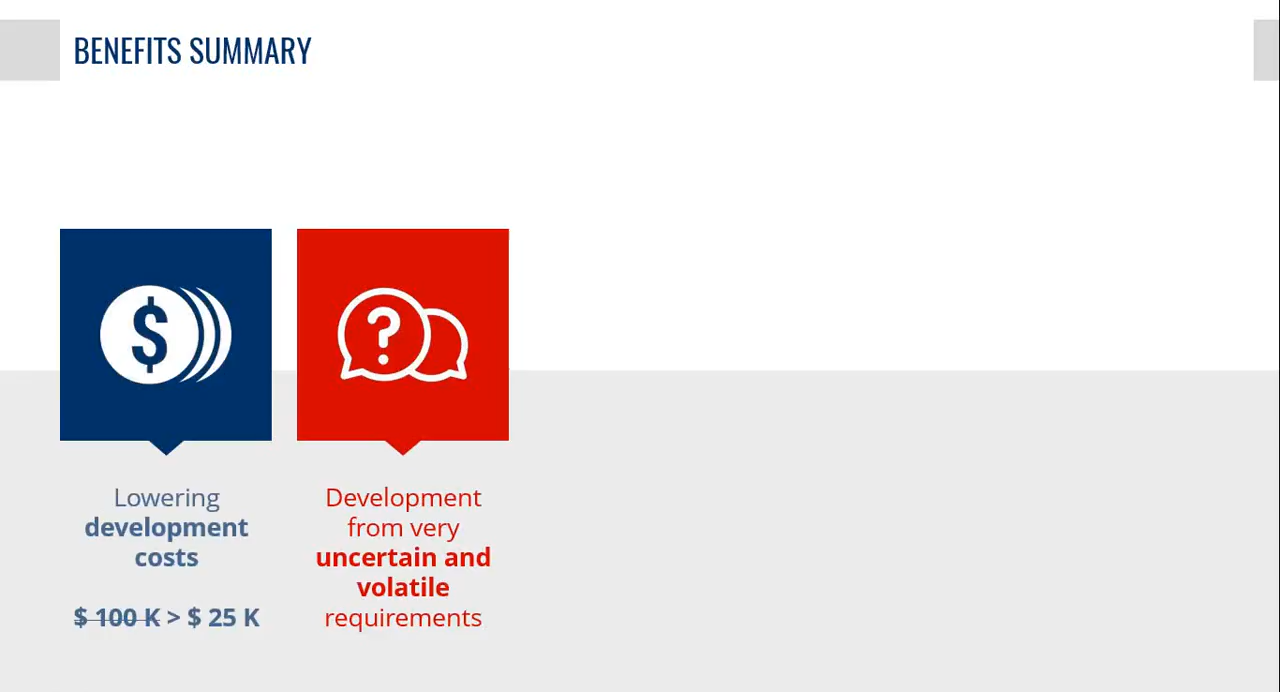 BENEFITS SUMMARY
Lowering
development
costs
$ 100 K > $ 25 K
Development
from very
uncertain and
volatile
requirements